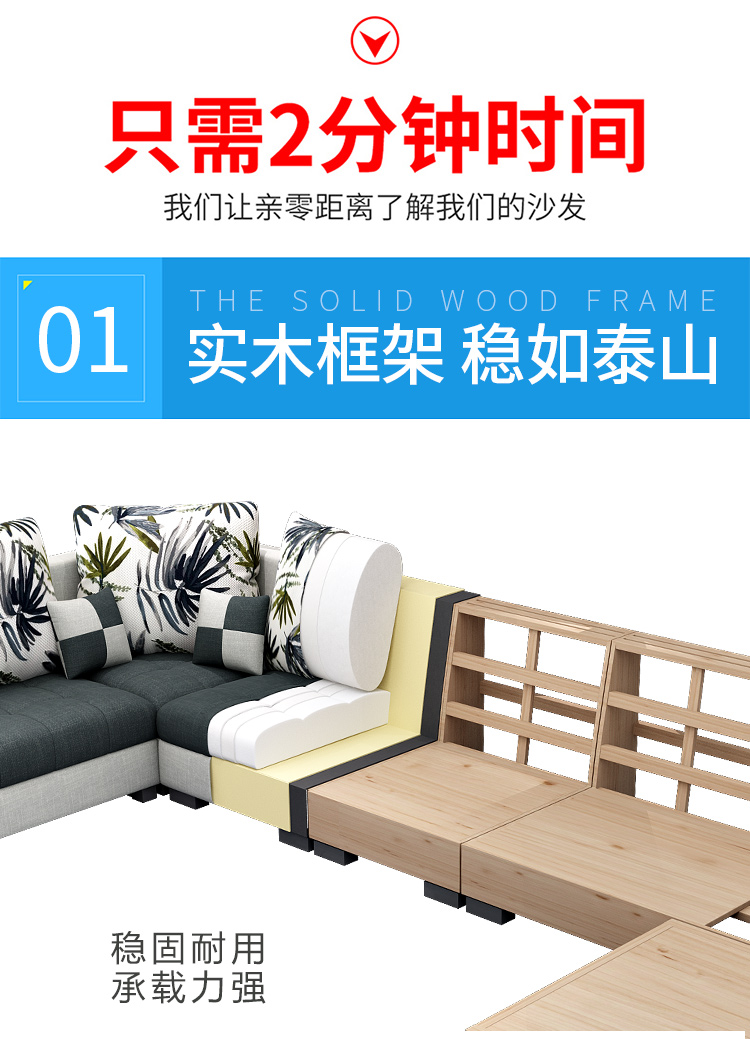 只需2分钟时间
我们让亲零距离了解我们的沙发
01
THE SOLID WOOD FRAME
实木框架 稳如泰山
稳固耐用
承载力强